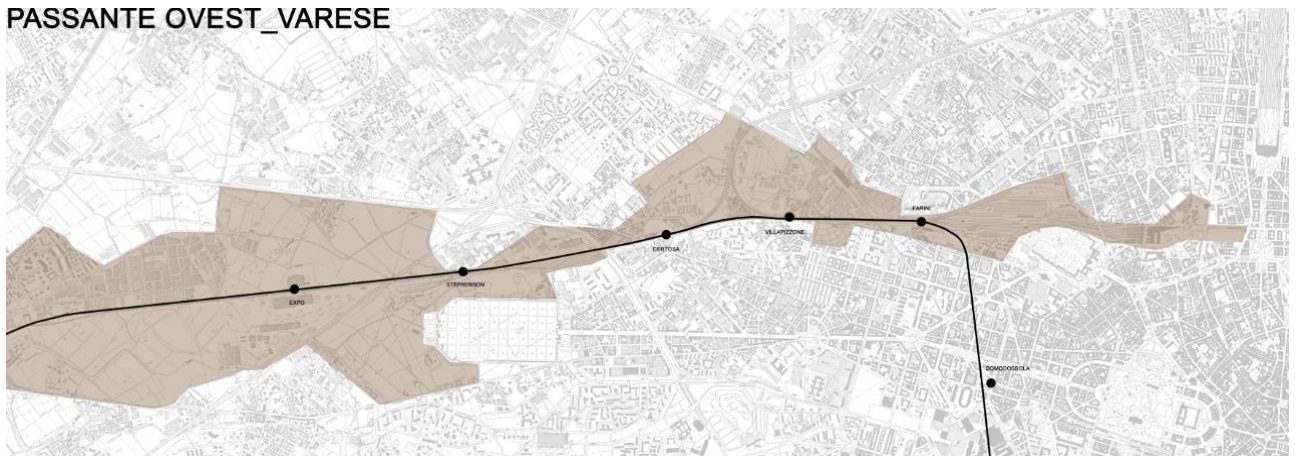 PASSANTE OVEST_VARESE
FARINI
VILLAPIZZONE
CERTOSA
STEPHENSON
EXPO
DOMODOSSOLA